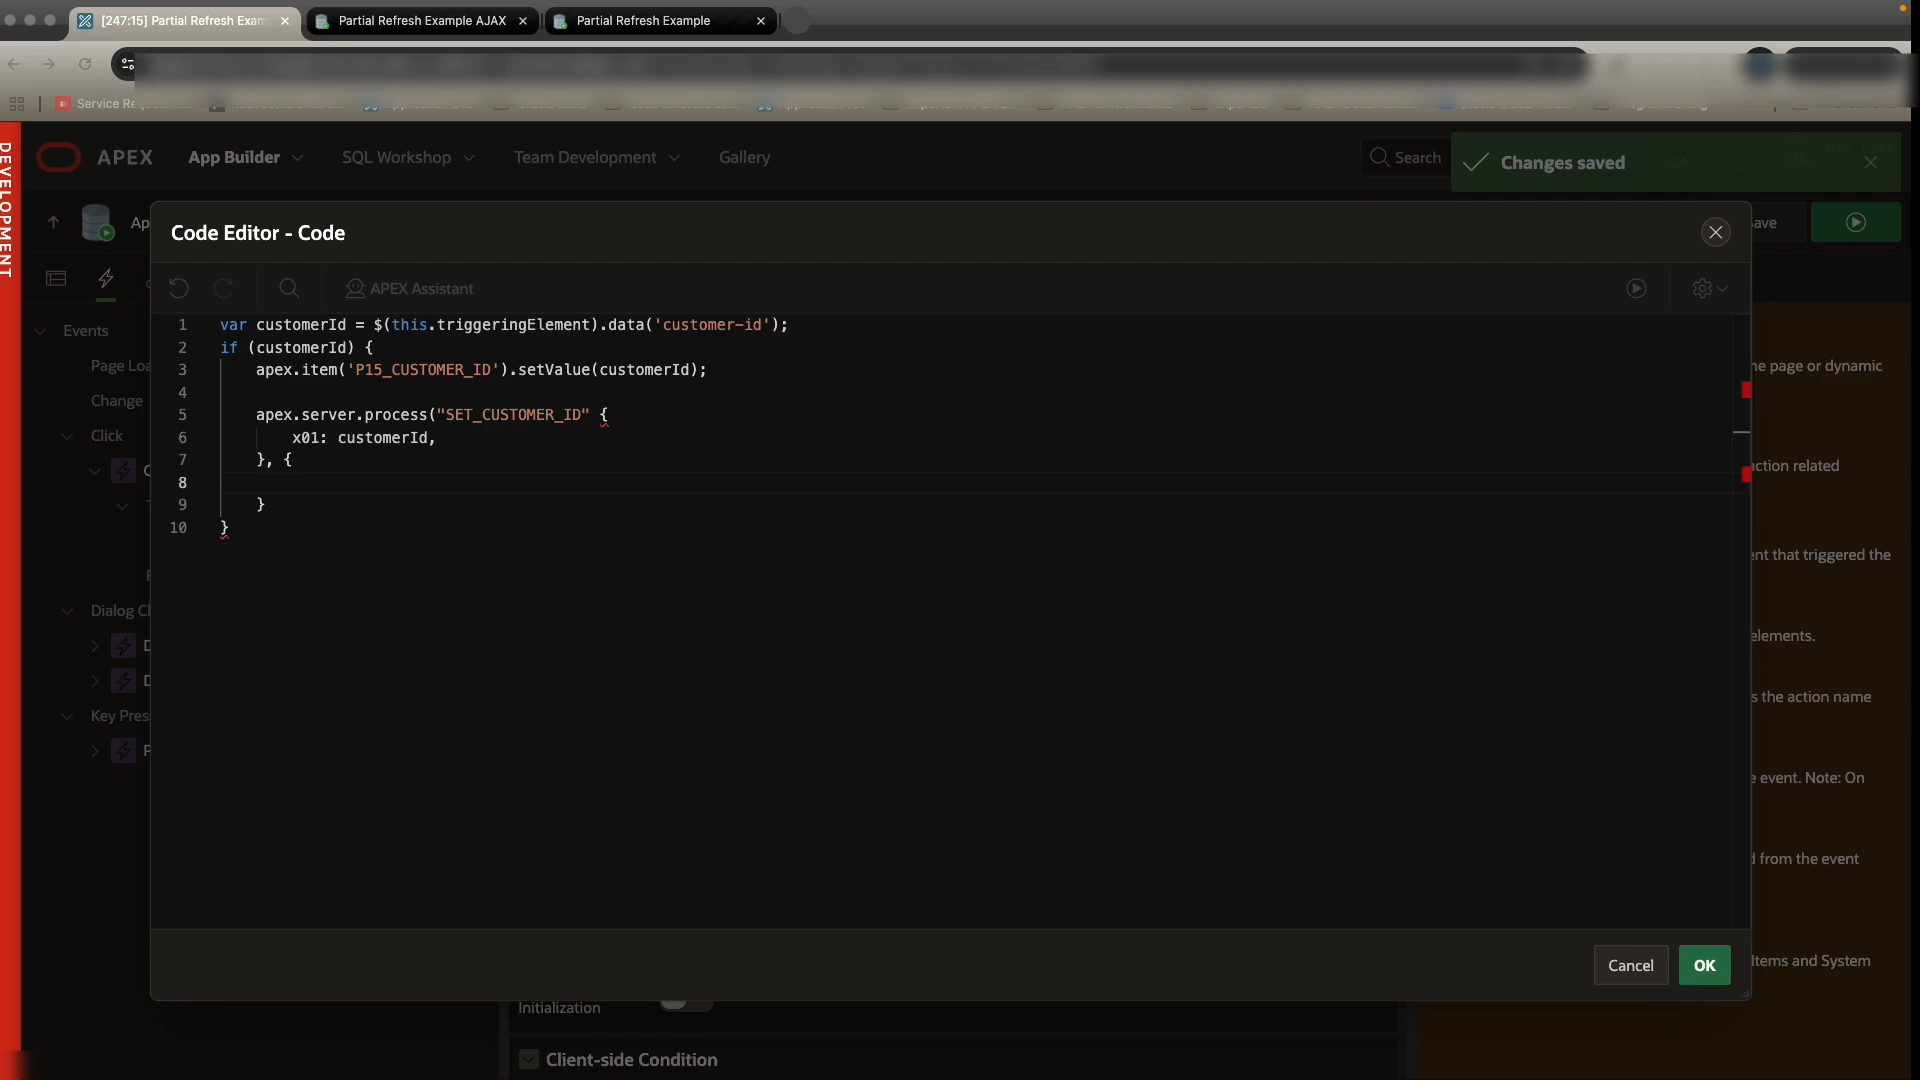 [247:15] Partial Refresh Exam
Partial Refresh Example AJAX
Partial Refresh Example
Service Re
DEVELOPMENT
APEX
App Builder
SQL Workshop
Team Development
Gallery
Search
Changes saved
Ap
ave
Code Editor - Code
APEX Assistant
1 var customerId = $(this.triggeringElement).data('customer-id');
2 if (customerId) {
3 apex.item('P15_CUSTOMER_ID').setValue(customerId);
4
5 apex.server.process("SET_CUSTOMER_ID" {
6 x01: customerId,
7 }, {
8
9 }
10 }
Events
Page Loa
Change
Click
Dialog Cl
Key Pres
he page or dynamic
action related
ent that triggered the
elements.
s the action name
e event. Note: On
d from the event
Items and System
Cancel
OK
Initialization
Client-side Condition